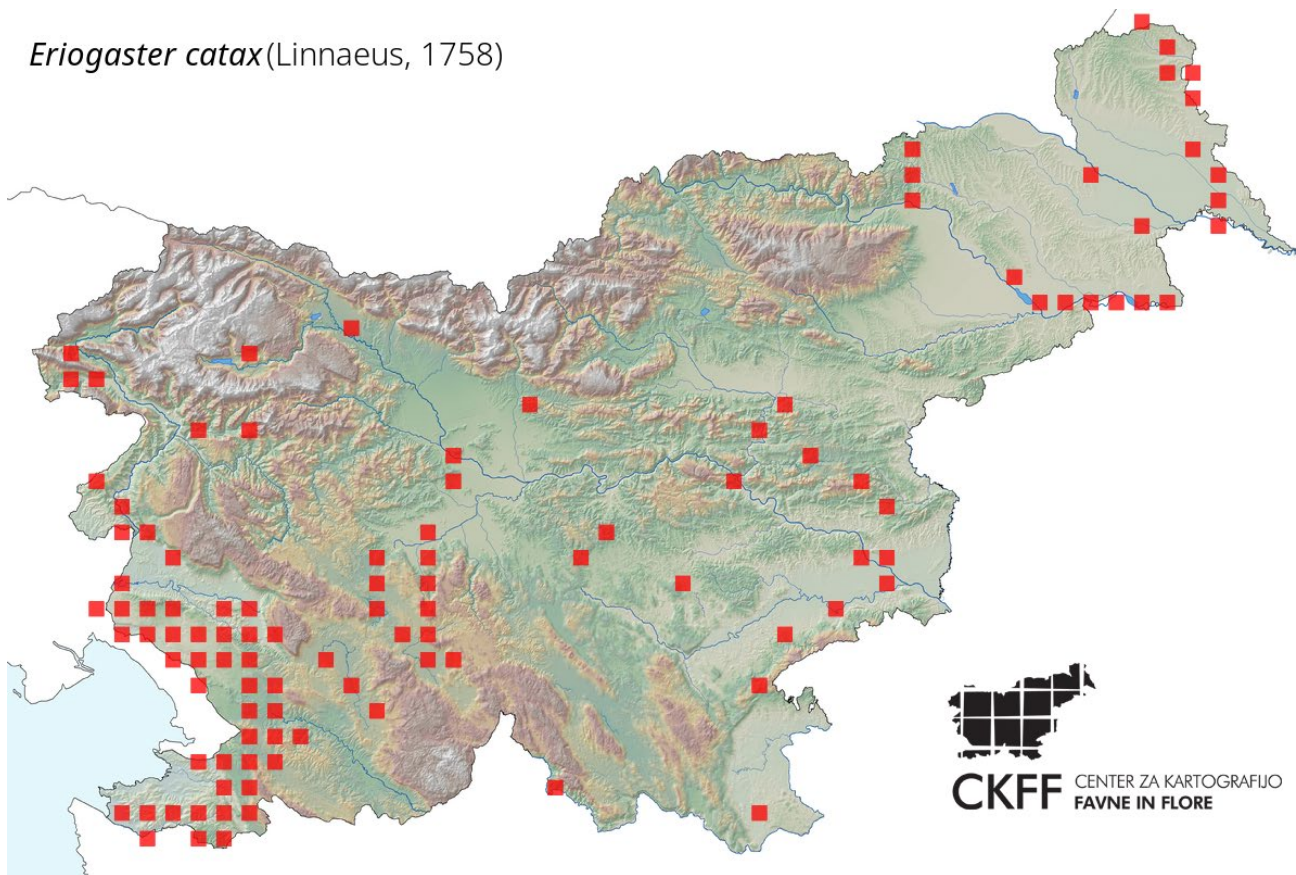 Eriogaster catax (Linnaeus, 1758)
CKFF
CENTER ZA KARTOGRAFIJO
FAVNE IN FLORE